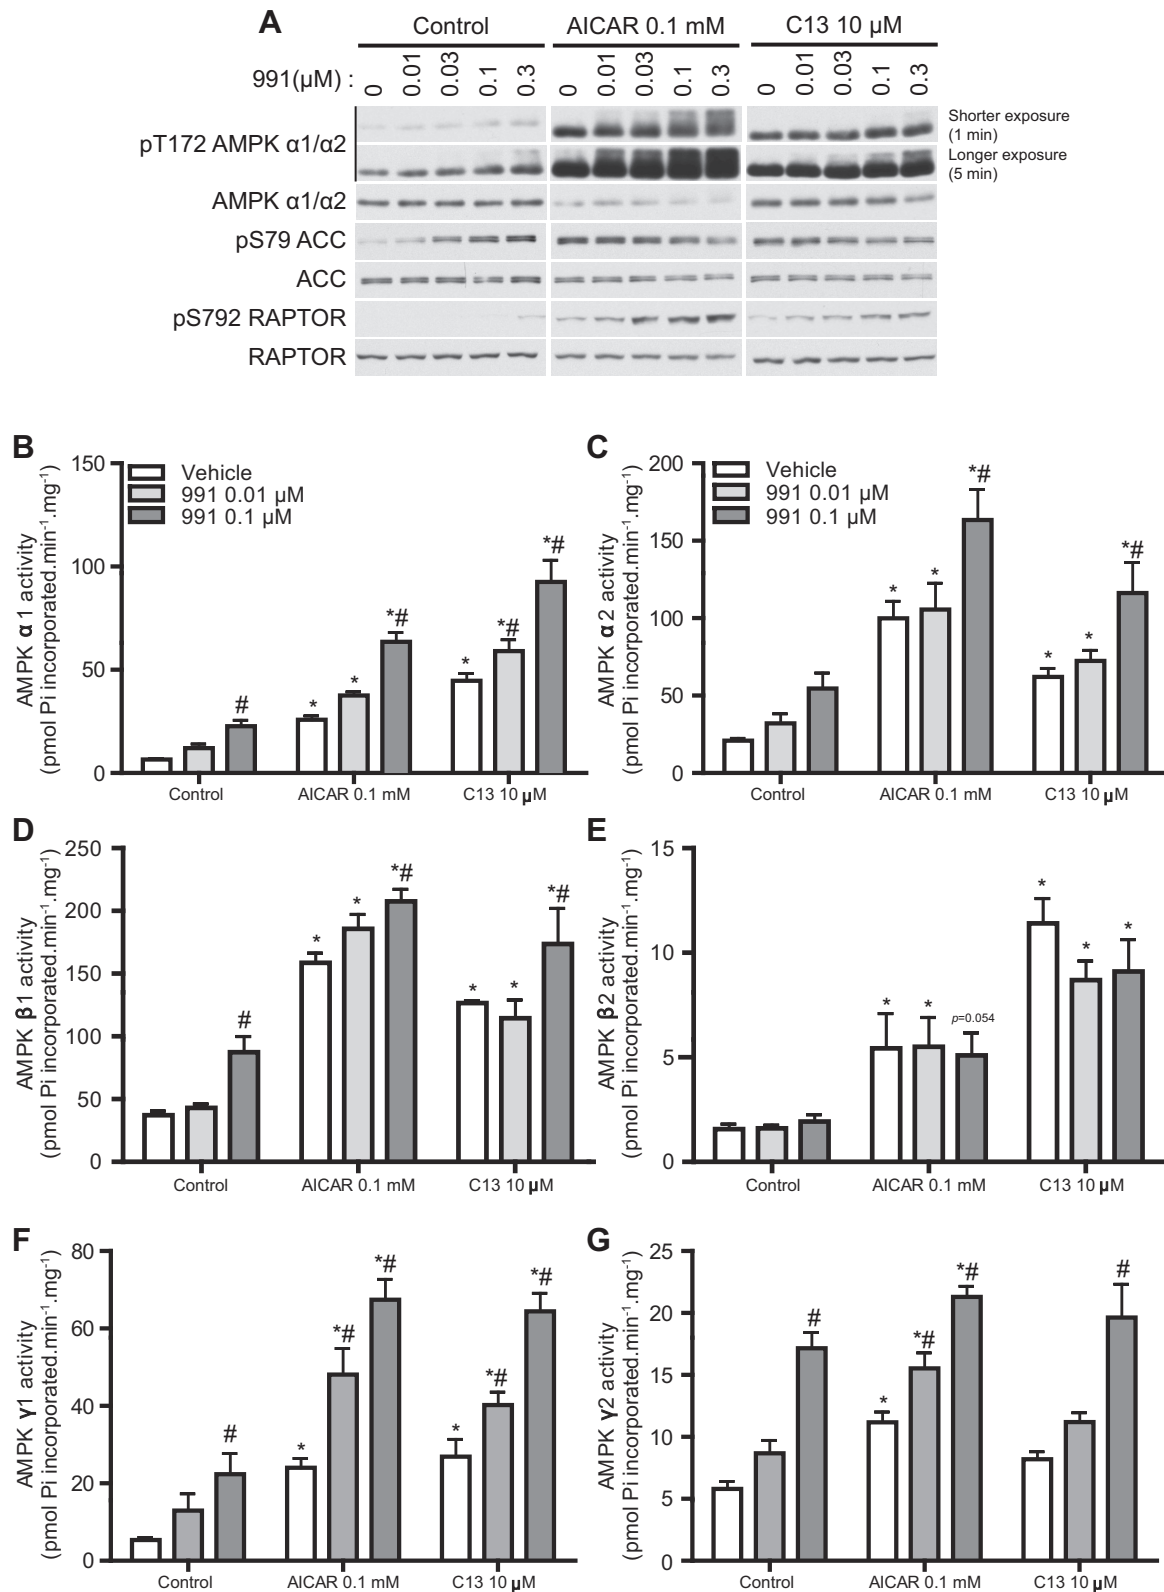 A
Control
AICAR 0.1 mM
C13 10 µM
991(µM) :
0 0.01 0.03 0.1 0.3
0 0.01 0.03 0.1 0.3
0 0.01 0.03 0.1 0.3
pT172 AMPK α1/α2
Shorter exposure
(1 min)
Longer exposure
(5 min)
AMPK α1/α2
pS79 ACC
ACC
pS792 RAPTOR
RAPTOR
B
AMPK α1 activity
(pmol Pi incorporated.min⁻¹.mg⁻¹)
150
100
50
0
Vehicle
991 0.01 µM
991 0.1 µM
#
*
*
*#
*
*#
*#
Control
AICAR 0.1 mM
C13 10 µM
C
AMPK α2 activity
(pmol Pi incorporated.min⁻¹.mg⁻¹)
200
150
100
50
0
Vehicle
991 0.01 µM
991 0.1 µM
*
*
*#
*
*
*#
Control
AICAR 0.1 mM
C13 10 µM
D
AMPK β1 activity
(pmol Pi incorporated.min⁻¹.mg⁻¹)
250
200
150
100
50
0
#
*
*
*#
*
*
*#
Control
AICAR 0.1 mM
C13 10 µM
E
AMPK β2 activity
(pmol Pi incorporated.min⁻¹.mg⁻¹)
15
10
5
0
*
*
p=0.054
*
*
*
Control
AICAR 0.1 mM
C13 10 µM
F
AMPK γ1 activity
(pmol Pi incorporated.min⁻¹.mg⁻¹)
80
60
40
20
0
#
*
*#
*#
*
*#
*#
Control
AICAR 0.1 mM
C13 10 µM
G
AMPK γ2 activity
(pmol Pi incorporated.min⁻¹.mg⁻¹)
25
20
15
10
5
0
#
*
*#
*#
#
Control
AICAR 0.1 mM
C13 10 µM